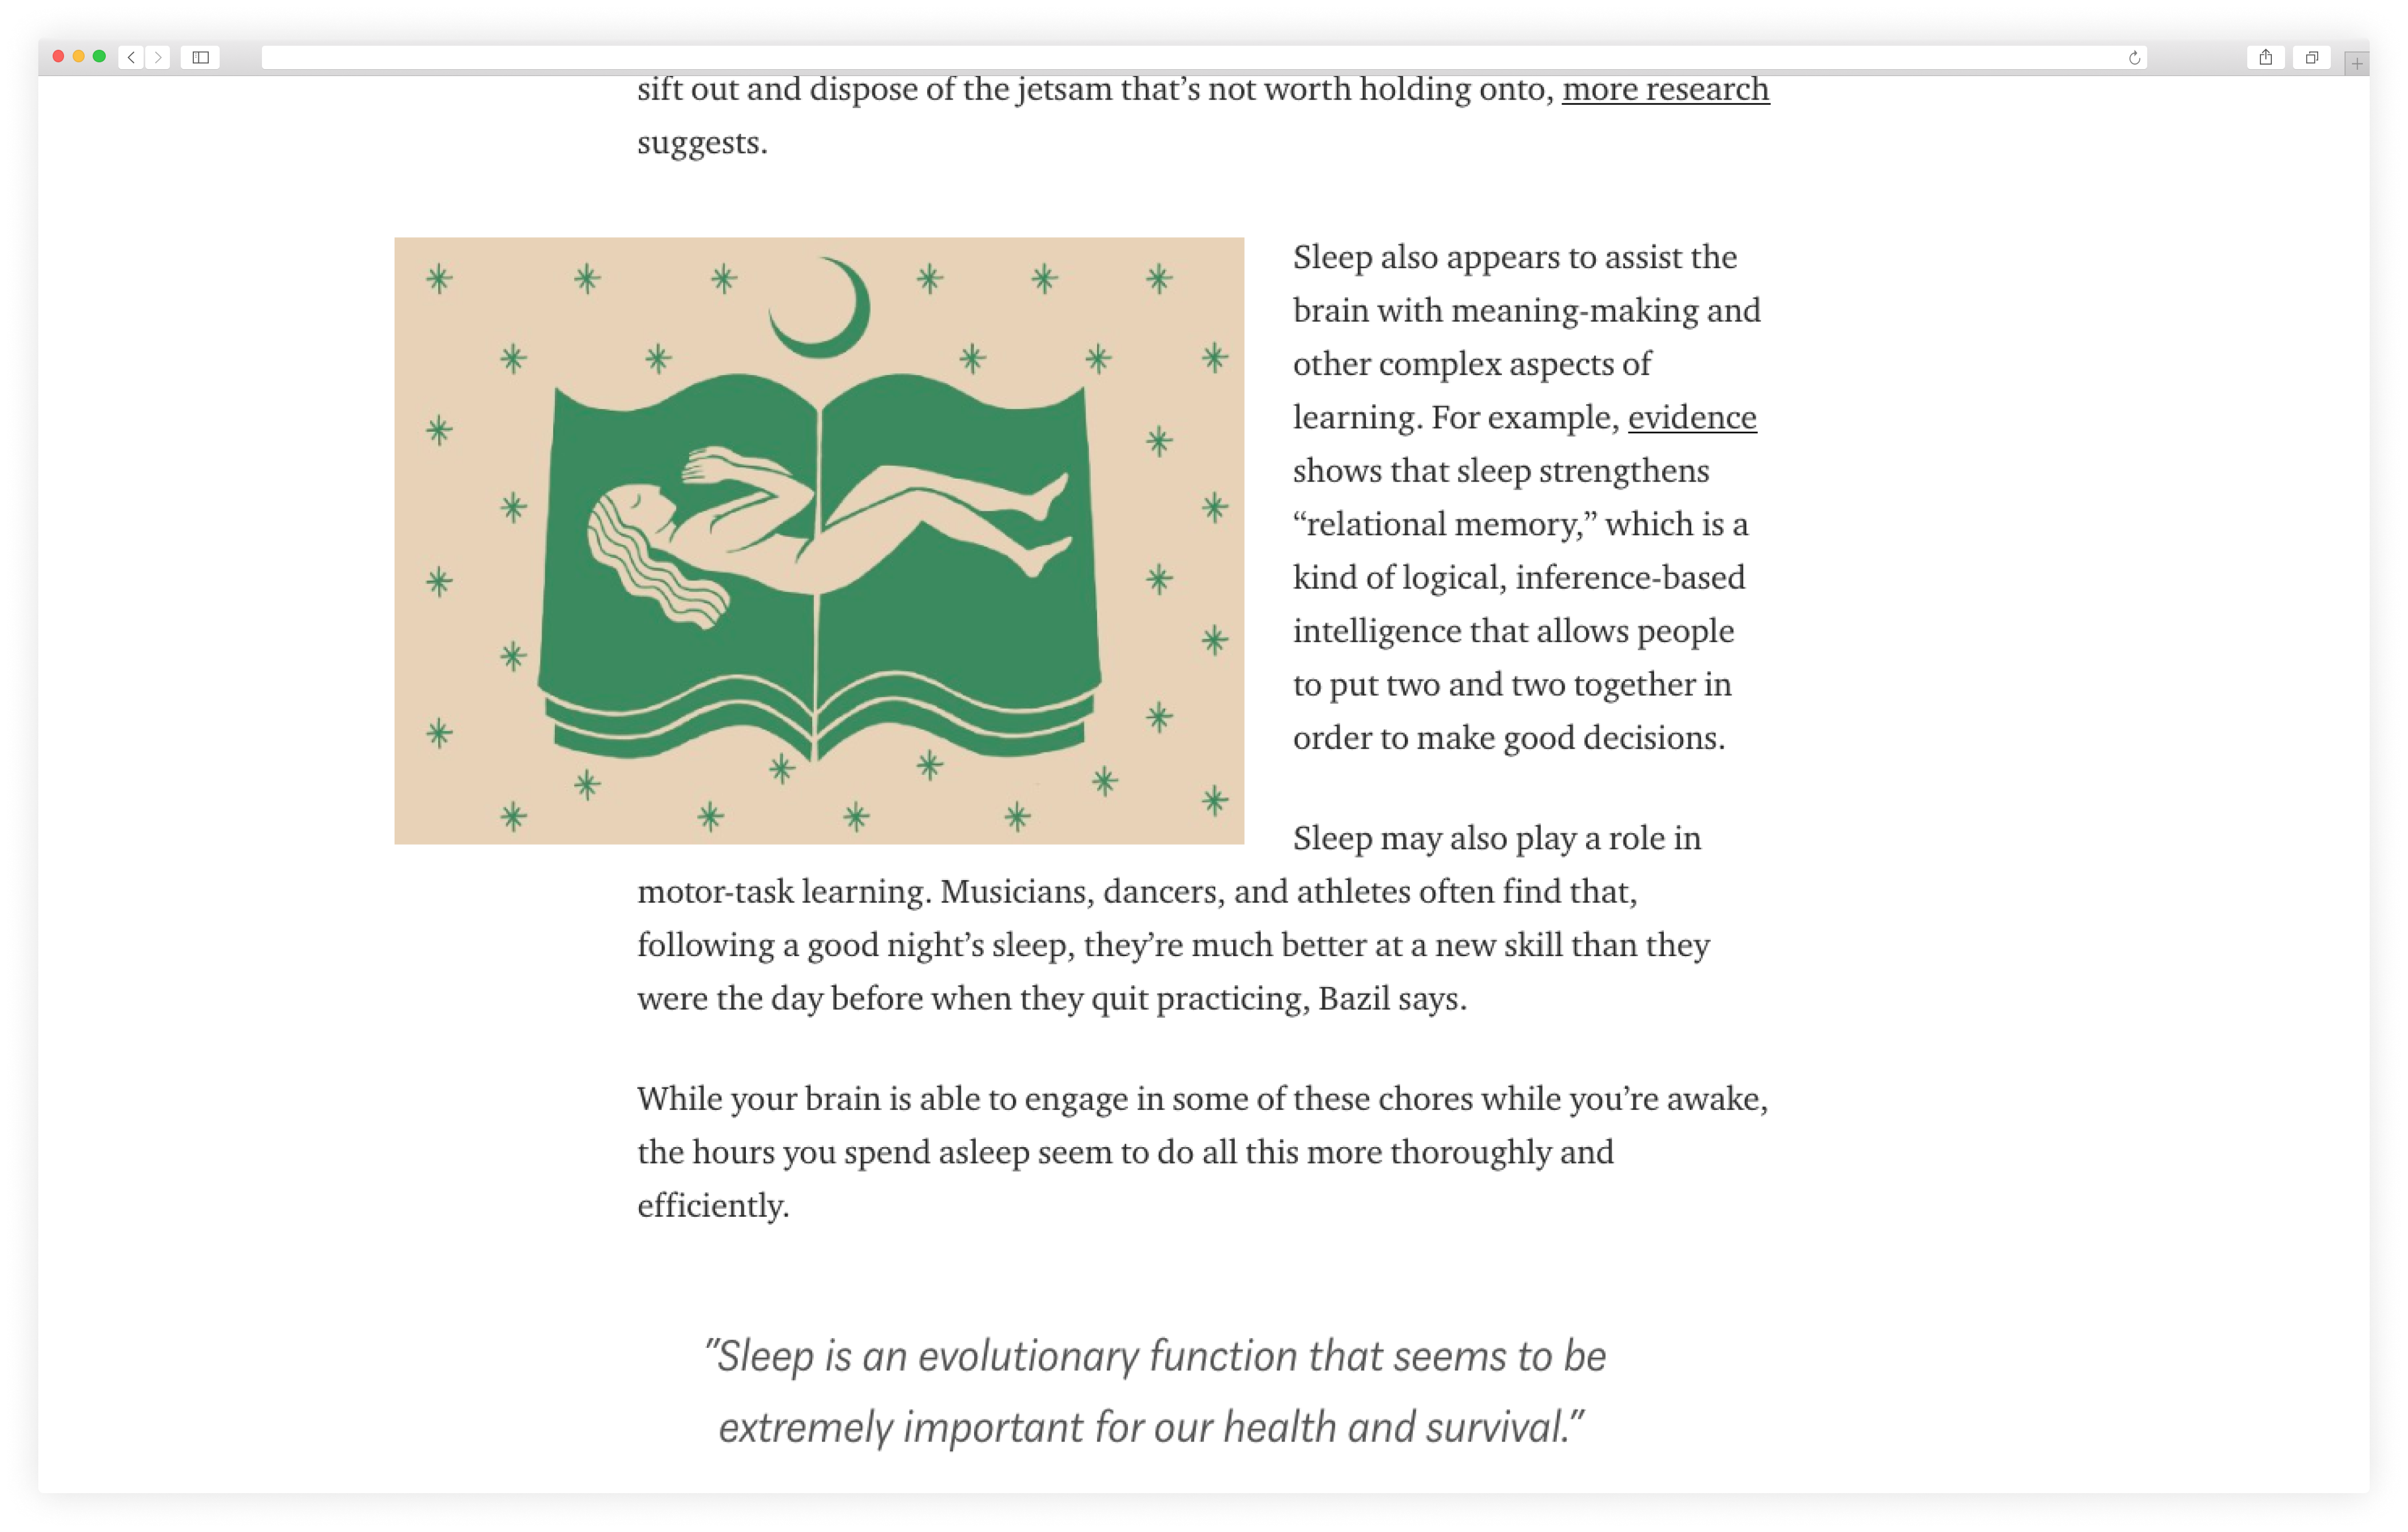 sift out and dispose of the jetsam that’s not worth holding onto, more research
suggests.
Sleep also appears to assist the
brain with meaning-making and
other complex aspects of
learning. For example, evidence
shows that sleep strengthens
“relational memory,” which is a
kind of logical, inference-based
intelligence that allows people
to put two and two together in
order to make good decisions.
Sleep may also play a role in
motor-task learning. Musicians, dancers, and athletes often find that,
following a good night’s sleep, they’re much better at a new skill than they
were the day before when they quit practicing, Bazil says.
While your brain is able to engage in some of these chores while you’re awake,
the hours you spend asleep seem to do all this more thoroughly and
efficiently.
”Sleep is an evolutionary function that seems to be
extremely important for our health and survival.”